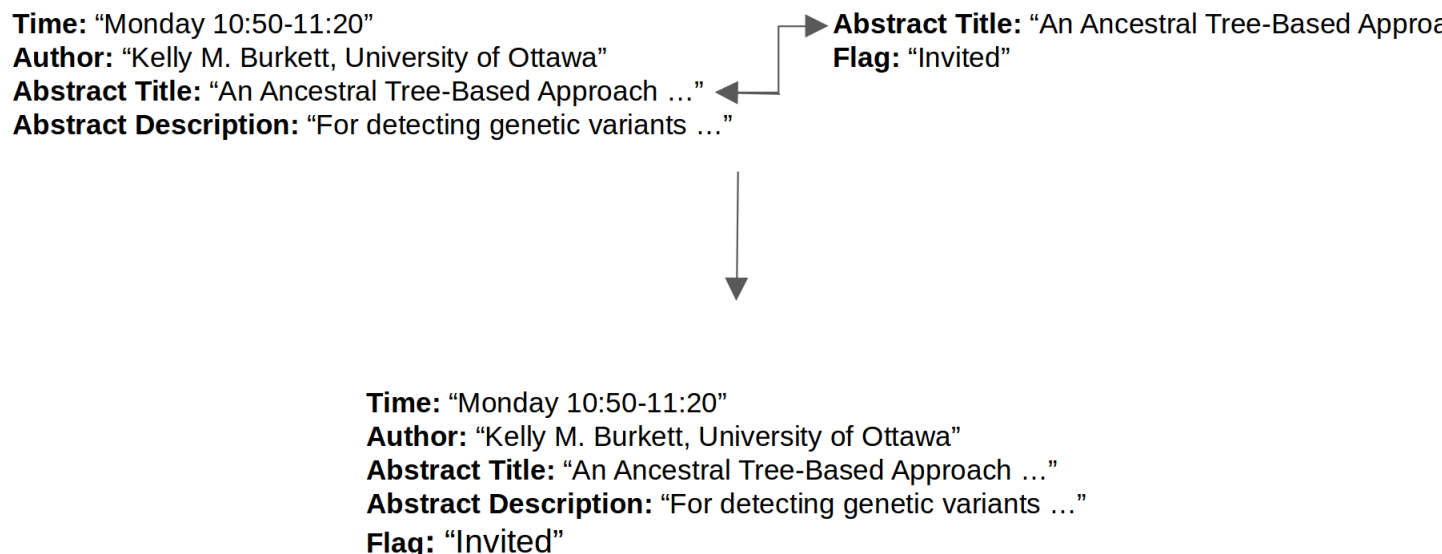 Time: “Monday 10:50-11:20”
Author: “Kelly M. Burkett, University of Ottawa”
Abstract Title: “An Ancestral Tree-Based Approach …”
Abstract Description: “For detecting genetic variants …”
Abstract Title: “An Ancestral Tree-Based
Flag: “Invited”
Time: “Monday 10:50-11:20”
Author: “Kelly M. Burkett, University of Ottawa”
Abstract Title: “An Ancestral Tree-Based Approach …”
Abstract Description: “For detecting genetic variants …”
Flag: “Invited”